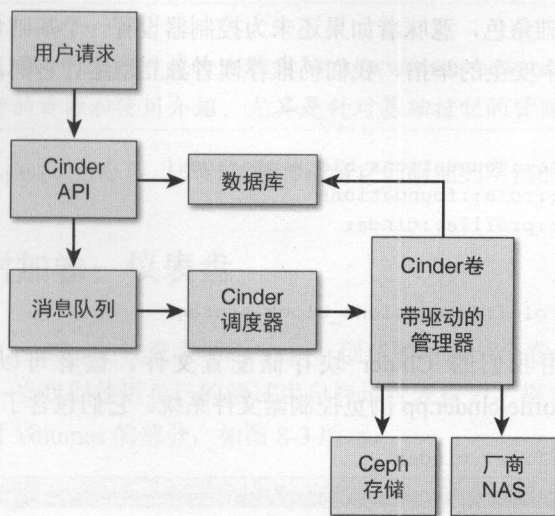 用户请求
Cinder
API
数据库
消息队列
Cinder
调度器
Cinder卷
带驱动的
管理器
Ceph
存储
厂商
NAS